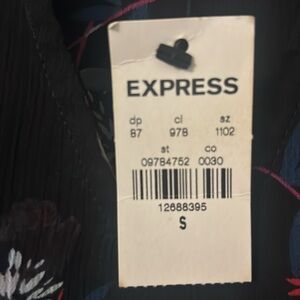 EXPRESS
dp cl sz
87 978 1102
st co
09784752 0030
12688395
S